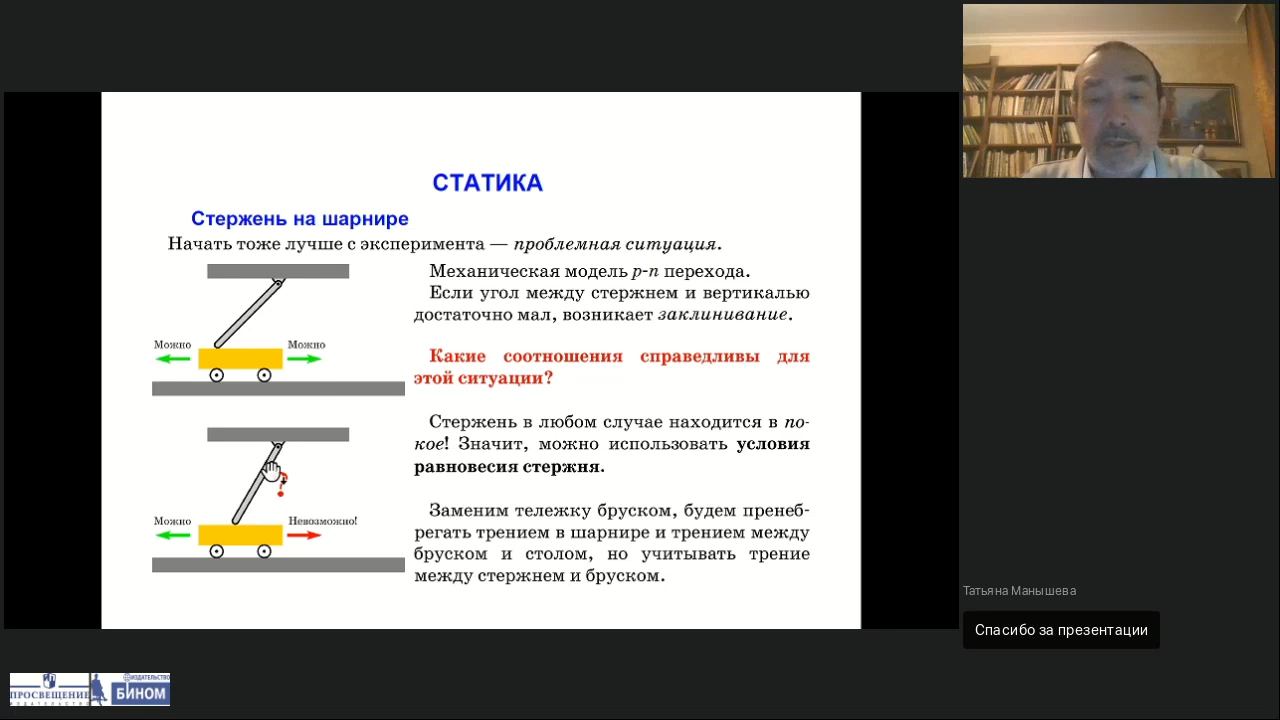 СТАТИКА
Стержень на шарнире
Начать тоже лучше с эксперимента — проблемная ситуация.
Механическая модель p-n перехода.
Если угол между стержнем и вертикалью
достаточно мал, возникает заклинивание.
Можно
Можно
Какие соотношения справедливы для
этой ситуации?
Стержень в любом случае находится в по-
кое! Значит, можно использовать условия
равновесия стержня.
Можно
Невозможно!
Заменим тележку бруском, будем пренеб-
регать трением в шарнире и трением между
бруском и столом, но учитывать трение
между стержнем и бруском.
Татьяна Манышева
Спасибо за презентации
ПРОСВЕЩЕНИЕ
ИЗДАТЕЛЬСТВО
ИЗДАТЕЛЬСТВО
БИНОМ